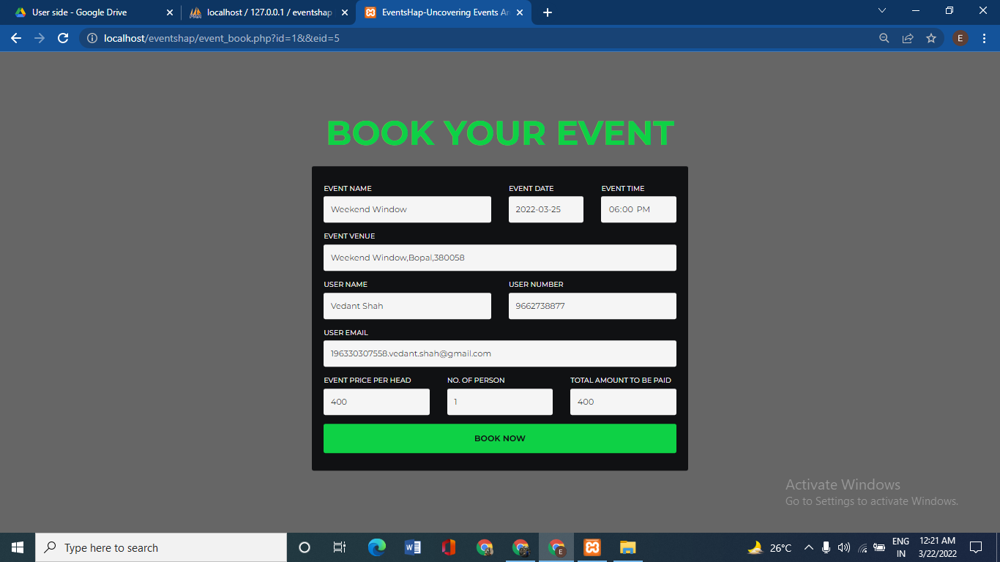 User side - Google Drive
localhost / 127.0.0.1 / eventshap
EventsHap-Uncovering Events An
localhost/eventshap/event_book.php?id=1&&eid=5
E
BOOK YOUR EVENT
EVENT NAME EVENT DATE EVENT TIME
Weekend Window 2022-03-25 06:00 PM
EVENT VENUE
Weekend Window,Bopal,380058
USER NAME USER NUMBER
Vedant Shah 9662738877
USER EMAIL
196330307558.vedant.shah@gmail.com
EVENT PRICE PER HEAD NO. OF PERSON TOTAL AMOUNT TO BE PAID
400 1 400
BOOK NOW
Activate Windows
Go to Settings to activate Windows.
Type here to search
E
26°C
ENG
IN
12:21 AM
3/22/2022